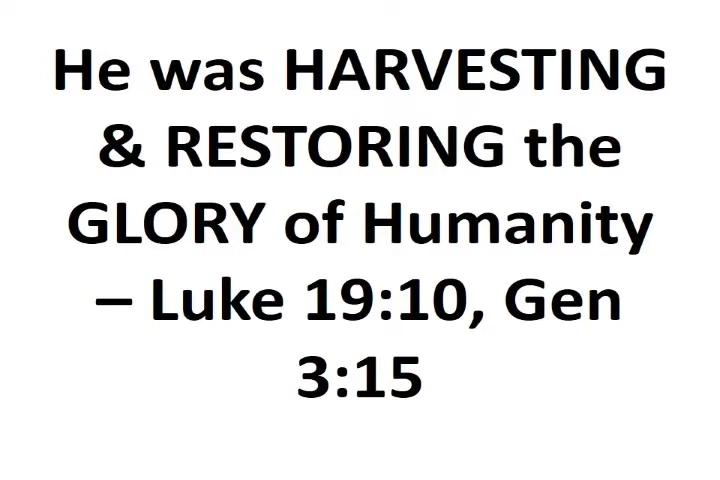 He was HARVESTING
& RESTORING the
GLORY of Humanity
– Luke 19:10, Gen
3:15